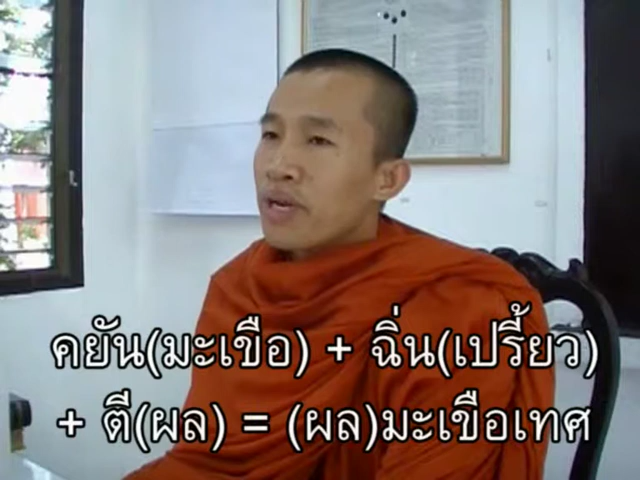 คยัน(มะเขือ) + ฉิ่น(เปรี้ยว)
+ ตี(ผล) = (ผล)มะเขือเทศ